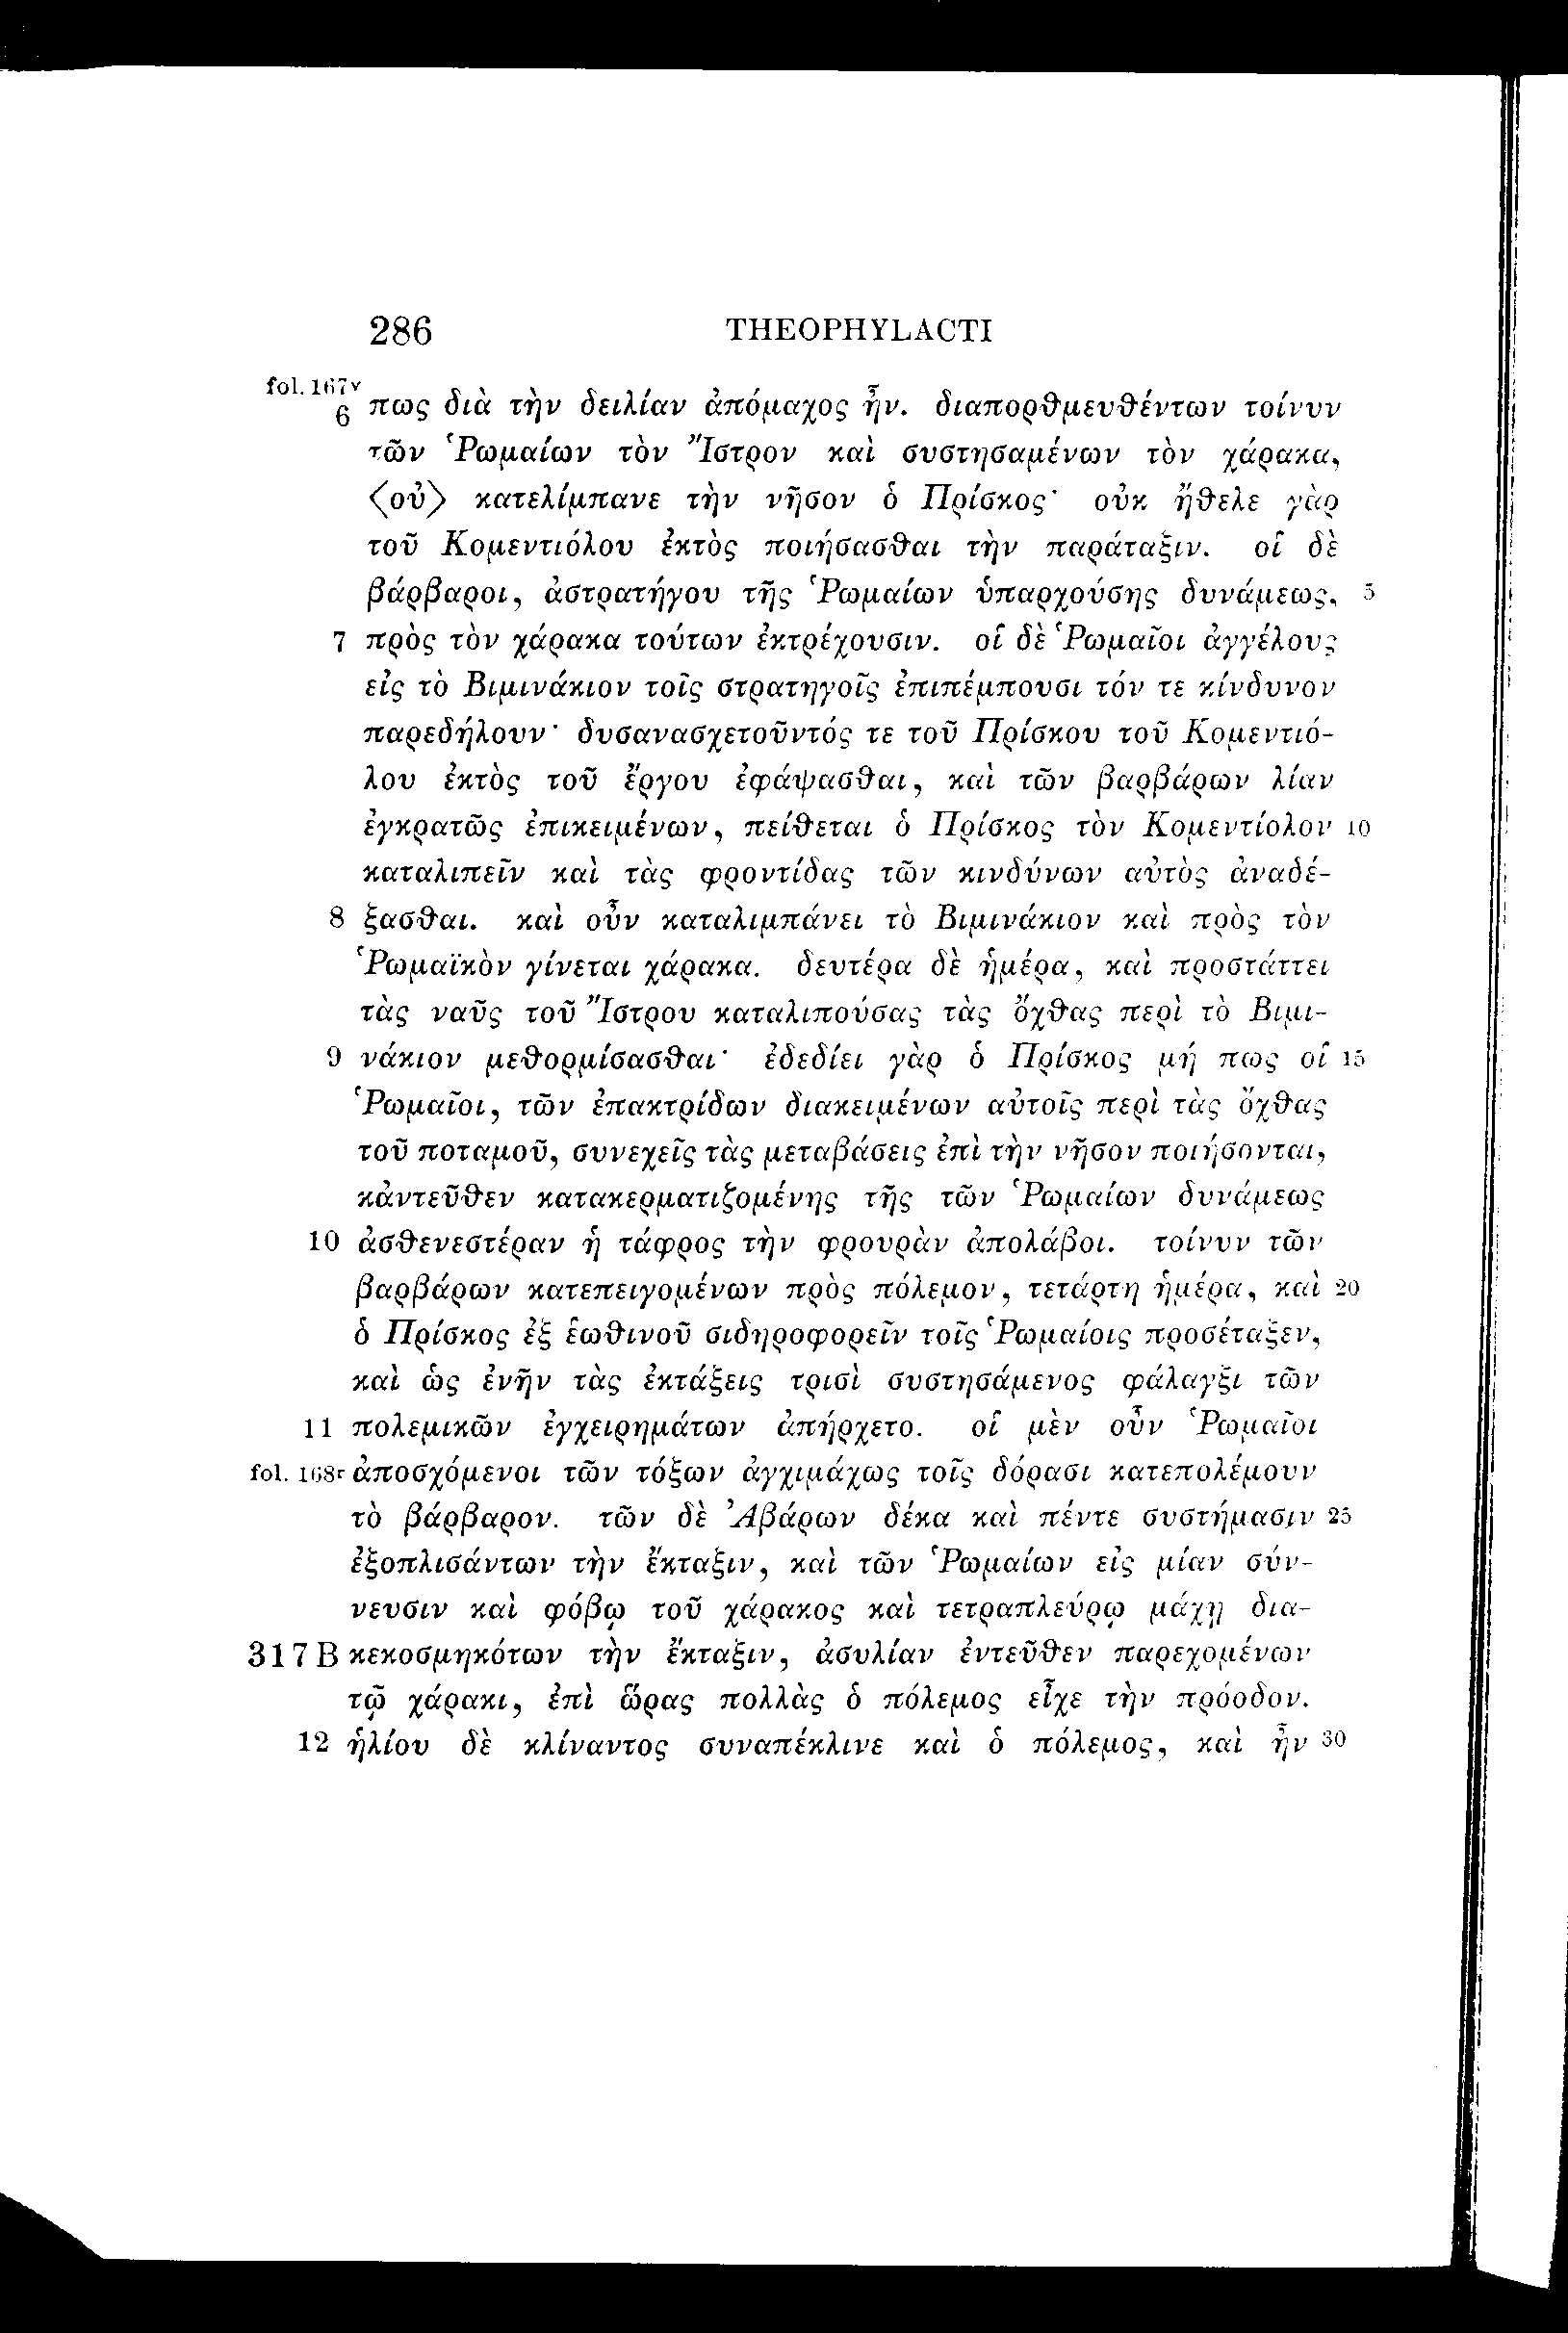 286 THEOPHYLACTI
fol. 167v
6 πως διὰ τὴν δειλίαν ἀπόμαχος ἦν. διαπορθμευθέντων τοίνυν
τῶν Ῥωμαίων τὸν Ἴστρον καὶ συστησαμένων τὸν χάρακα,
〈οὐ〉 κατελίμπανε τὴν νῆσον ὁ Πρίσκος· οὐκ ἤθελε γὰρ
τοῦ Κομεντιόλου ἐκτὸς ποιήσασθαι τὴν παράταξιν. οἱ δὲ
βάρβαροι, ἀστρατήγου τῆς Ῥωμαίων ὑπαρχούσης δυνάμεως, 5
7 πρὸς τὸν χάρακα τούτων ἐκτρέχουσιν. οἱ δὲ Ῥωμαῖοι ἀγγέλους
εἰς τὸ Βιμινάκιον τοῖς στρατηγοῖς ἐπιπέμπουσι τόν τε κίνδυνον
παρεδήλουν· δυσανασχετοῦντός τε τοῦ Πρίσκου τοῦ Κομεντιό-
λου ἐκτὸς τοῦ ἔργου ἐφάψασθαι, καὶ τῶν βαρβάρων λίαν
ἐγκρατῶς ἐπικειμένων, πείθεται ὁ Πρίσκος τὸν Κομεντίολον 10
καταλιπεῖν καὶ τὰς φροντίδας τῶν κινδύνων αὐτὸς ἀναδέ-
8 ξασθαι. καὶ οὖν καταλιμπάνει τὸ Βιμινάκιον καὶ πρὸς τὸν
Ῥωμαϊκὸν γίνεται χάρακα. δευτέρα δὲ ἡμέρα, καὶ προστάττει
τὰς ναῦς τοῦ Ἴστρου καταλιπούσας τὰς ὄχθας περὶ τὸ Βιμι-
9 νάκιον μεθορμίσασθαι· ἐδεδίει γὰρ ὁ Πρίσκος μή πως οἱ 15
Ῥωμαῖοι, τῶν ἐπακτρίδων διακειμένων αὐτοῖς περὶ τὰς ὄχθας
τοῦ ποταμοῦ, συνεχεῖς τὰς μεταβάσεις ἐπὶ τὴν νῆσον ποιήσονται,
κἀντεῦθεν κατακερματιζομένης τῆς τῶν Ῥωμαίων δυνάμεως
10 ἀσθενεστέραν ἡ τάφρος τὴν φρουρὰν ἀπολάβοι. τοίνυν τῶν
βαρβάρων κατεπειγομένων πρὸς πόλεμον, τετάρτη ἡμέρα, καὶ 20
ὁ Πρίσκος ἐξ ἑωθινοῦ σιδηροφορεῖν τοῖς Ῥωμαίοις προσέταξεν,
καὶ ὡς ἐνῆν τὰς ἐκτάξεις τρισὶ συστησάμενος φάλαγξι τῶν
11 πολεμικῶν ἐγχειρημάτων ἀπήρχετο. οἱ μὲν οὖν Ῥωμαῖοι
fol. 168r ἀποσχόμενοι τῶν τόξων ἀγχιμάχως τοῖς δόρασι κατεπολέμουν
τὸ βάρβαρον. τῶν δὲ Ἀβάρων δέκα καὶ πέντε συστήμασιν 25
ἐξοπλισάντων τὴν ἔκταξιν, καὶ τῶν Ῥωμαίων εἰς μίαν σύν-
νευσιν καὶ φόβῳ τοῦ χάρακος καὶ τετραπλεύρῳ μάχῃ δια-
317 B κεκοσμηκότων τὴν ἔκταξιν, ἀσυλίαν ἐντεῦθεν παρεχομένων
τῷ χάρακι, ἐπὶ ὥρας πολλὰς ὁ πόλεμος εἶχε τὴν πρόοδον.
12 ἡλίου δὲ κλίναντος συναπέκλινε καὶ ὁ πόλεμος, καὶ ἦν 30